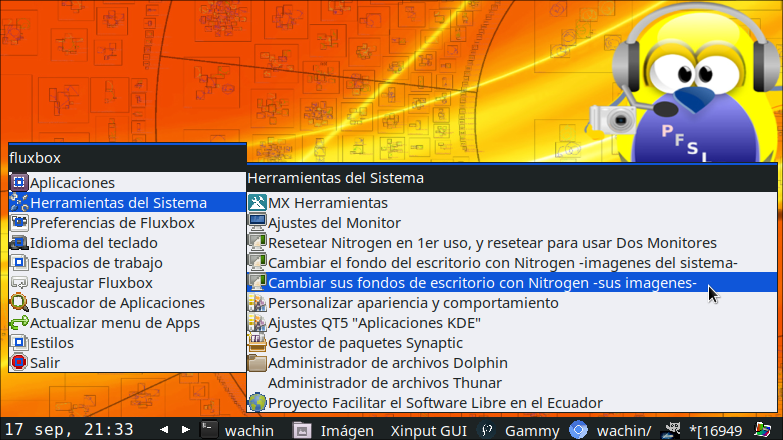 PFSL
fluxbox
Aplicaciones
Herramientas del Sistema
Preferencias de Fluxbox
Idioma del teclado
Espacios de trabajo
Reajustar Fluxbox
Buscador de Aplicaciones
Actualizar menu de Apps
Estilos
Salir
Herramientas del Sistema
MX Herramientas
Ajustes del Monitor
Resetear Nitrogen en 1er uso, y resetear para usar Dos Monitores
Cambiar el fondo del escritorio con Nitrogen -imagenes del sistema-
Cambiar sus fondos de escritorio con Nitrogen -sus imagenes-
Personalizar apariencia y comportamiento
Ajustes QT5 "Aplicaciones KDE"
Gestor de paquetes Synaptic
Administrador de archivos Dolphin
Administrador de archivos Thunar
Proyecto Facilitar el Software Libre en el Ecuador
17 sep, 21:33 wachin Imágen Xinput GUI Gammy wachin/ *[16949